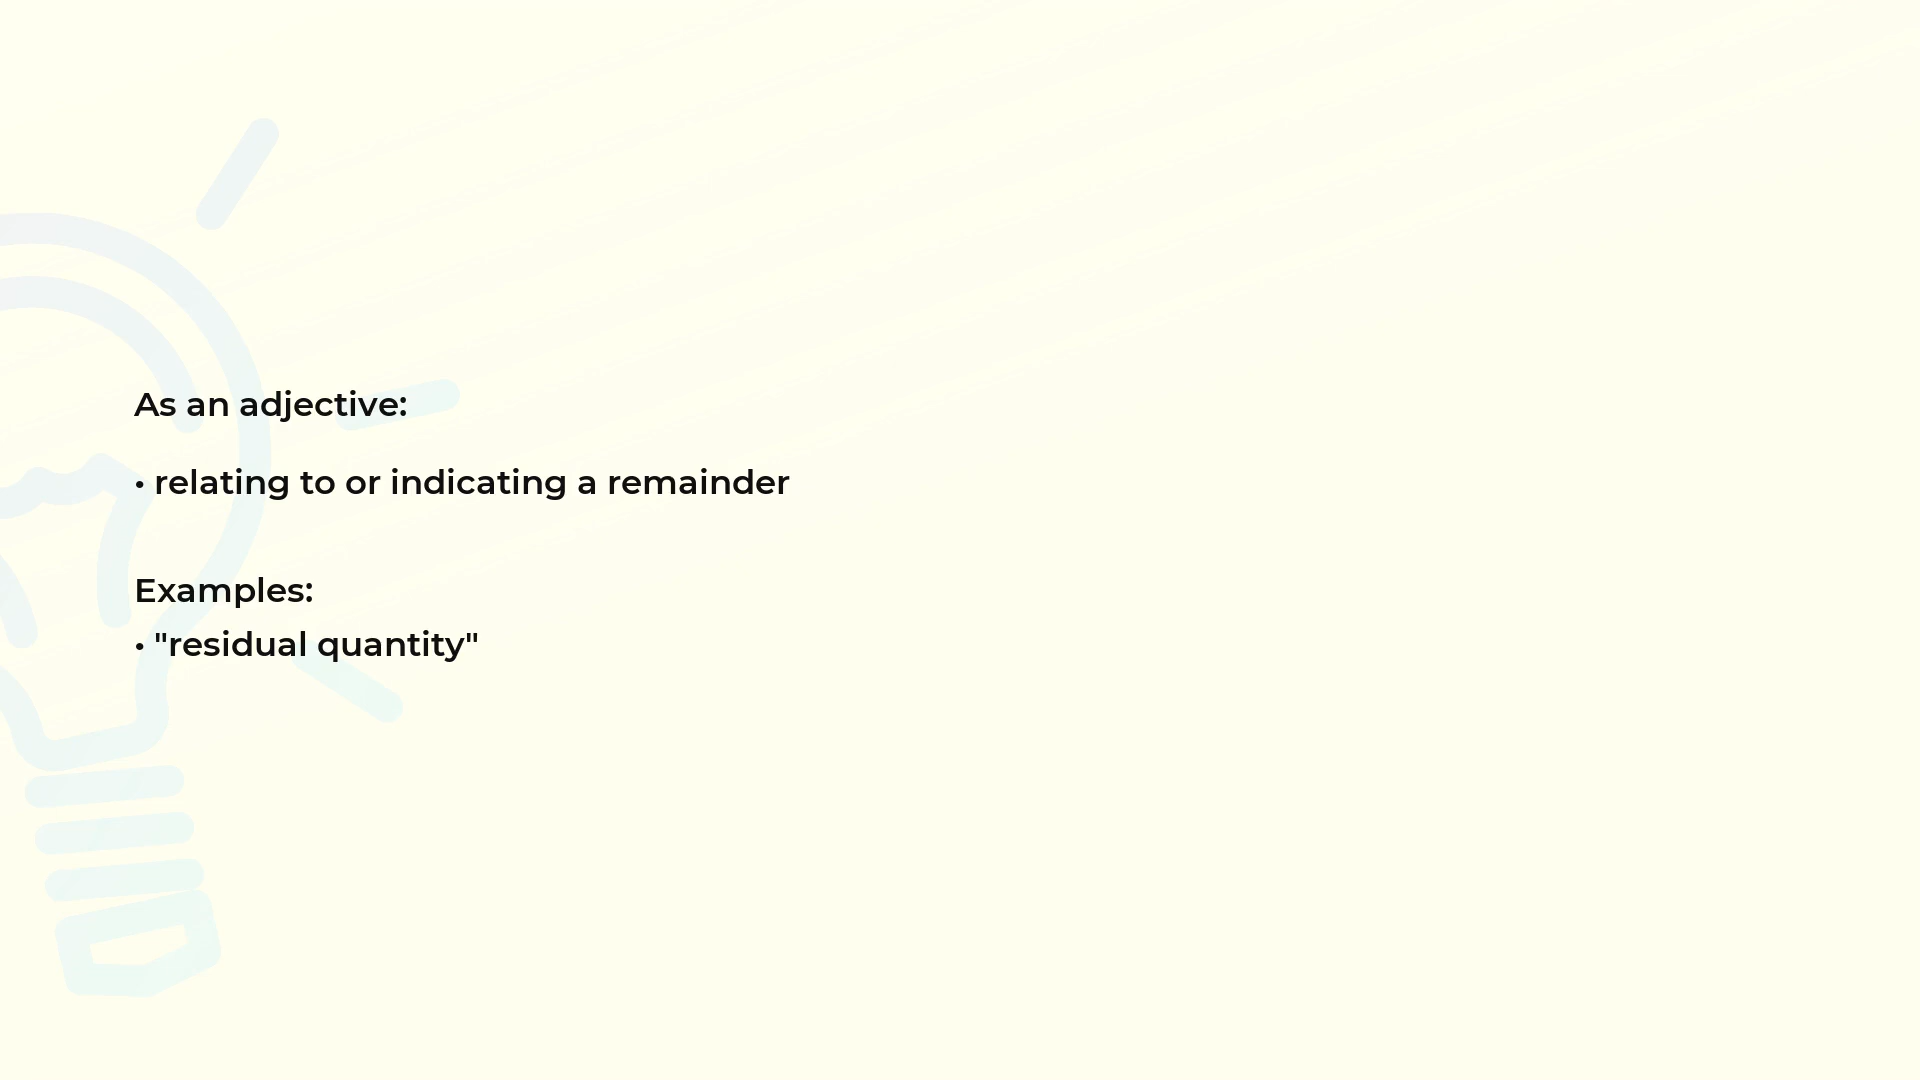 As an adjective:
• relating to or indicating a remainder
Examples:
• "residual quantity"